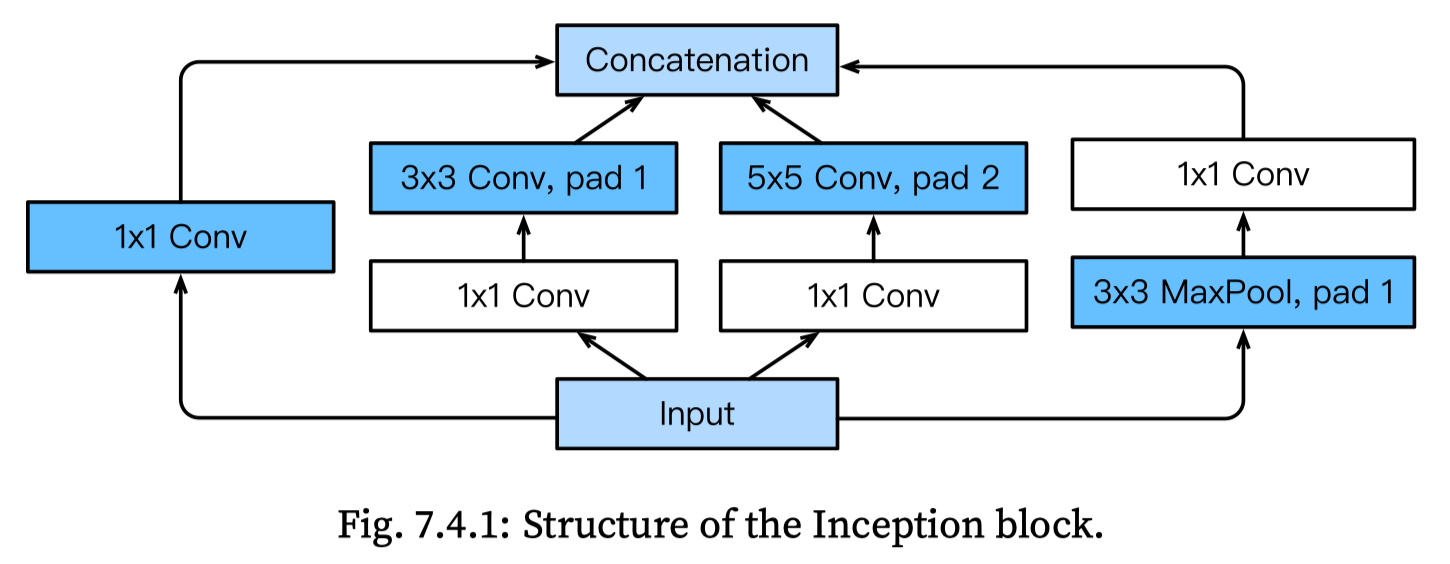 Concatenation
3x3 Conv, pad 1
5x5 Conv, pad 2
1x1 Conv
1x1 Conv
1x1 Conv
1x1 Conv
3x3 MaxPool, pad 1
Input
Fig. 7.4.1: Structure of the Inception block.